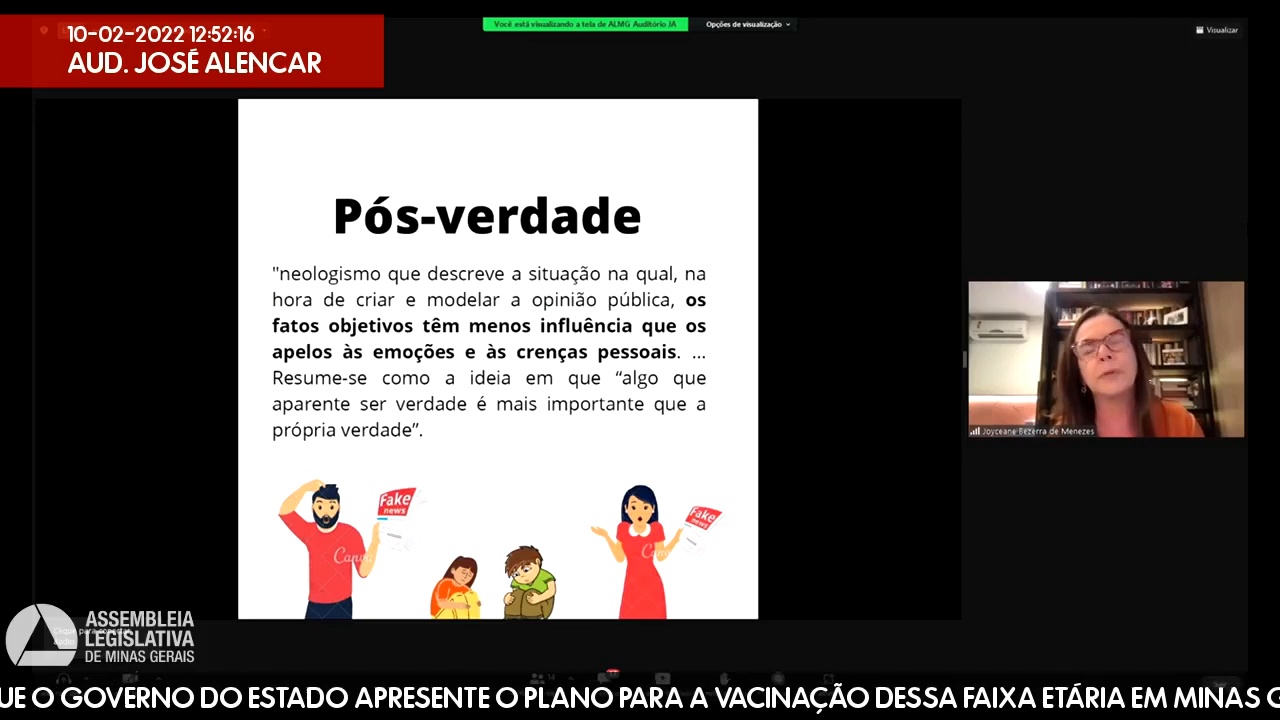 10-02-2022 12:52:16
AUD. JOSÉ ALENCAR
Você está visualizando a tela de ALMG Auditório JA
Opções de visualização
Visualizar
Pós-verdade
"neologismo que descreve a situação na qual, na
hora de criar e modelar a opinião pública, os
fatos objetivos têm menos influência que os
apelos às emoções e às crenças pessoais. ...
Resume-se como a ideia em que “algo que
aparente ser verdade é mais importante que a
própria verdade”.
Joyceane Bezerra de Menezes
Fake
news
Fake
news
Canva
ASSEMBLEIA
LEGISLATIVA
DE MINAS GERAIS
14
UE O GOVERNO DO ESTADO APRESENTE O PLANO PARA A VACINAÇÃO DESSA FAIXA ETÁRIA EM MINAS G